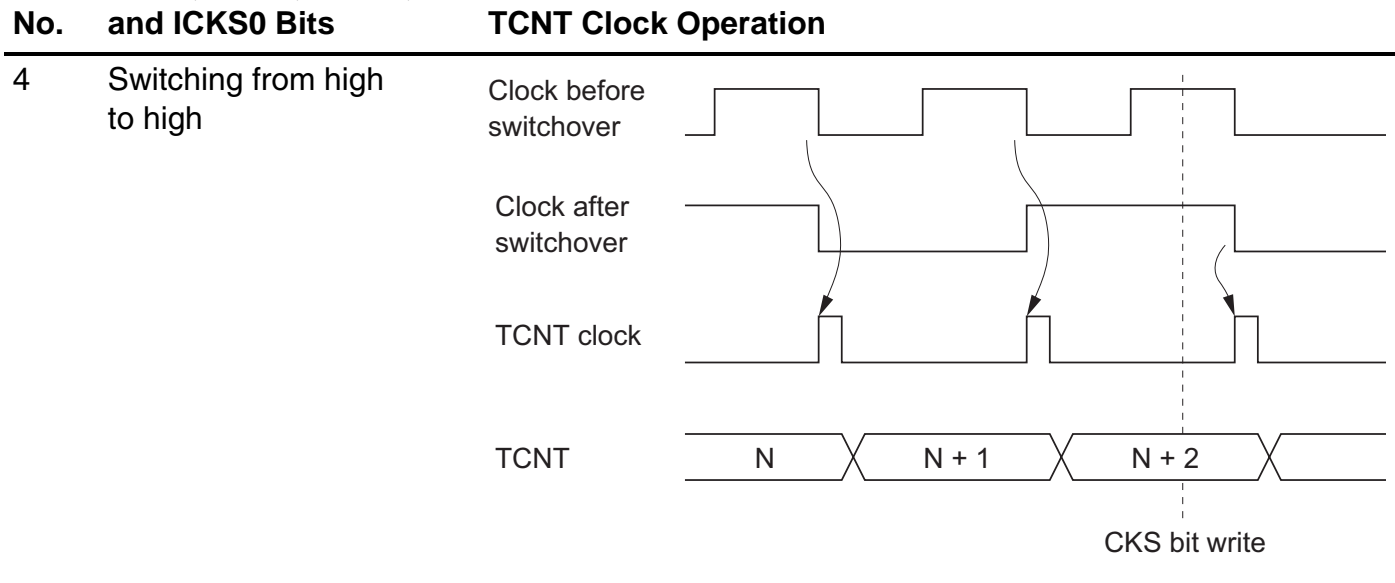 No. and ICKS0 Bits TCNT Clock Operation
4 Switching from high Clock before
to high switchover
Clock after
switchover
TCNT clock
TCNT N N + 1 N + 2
CKS bit write